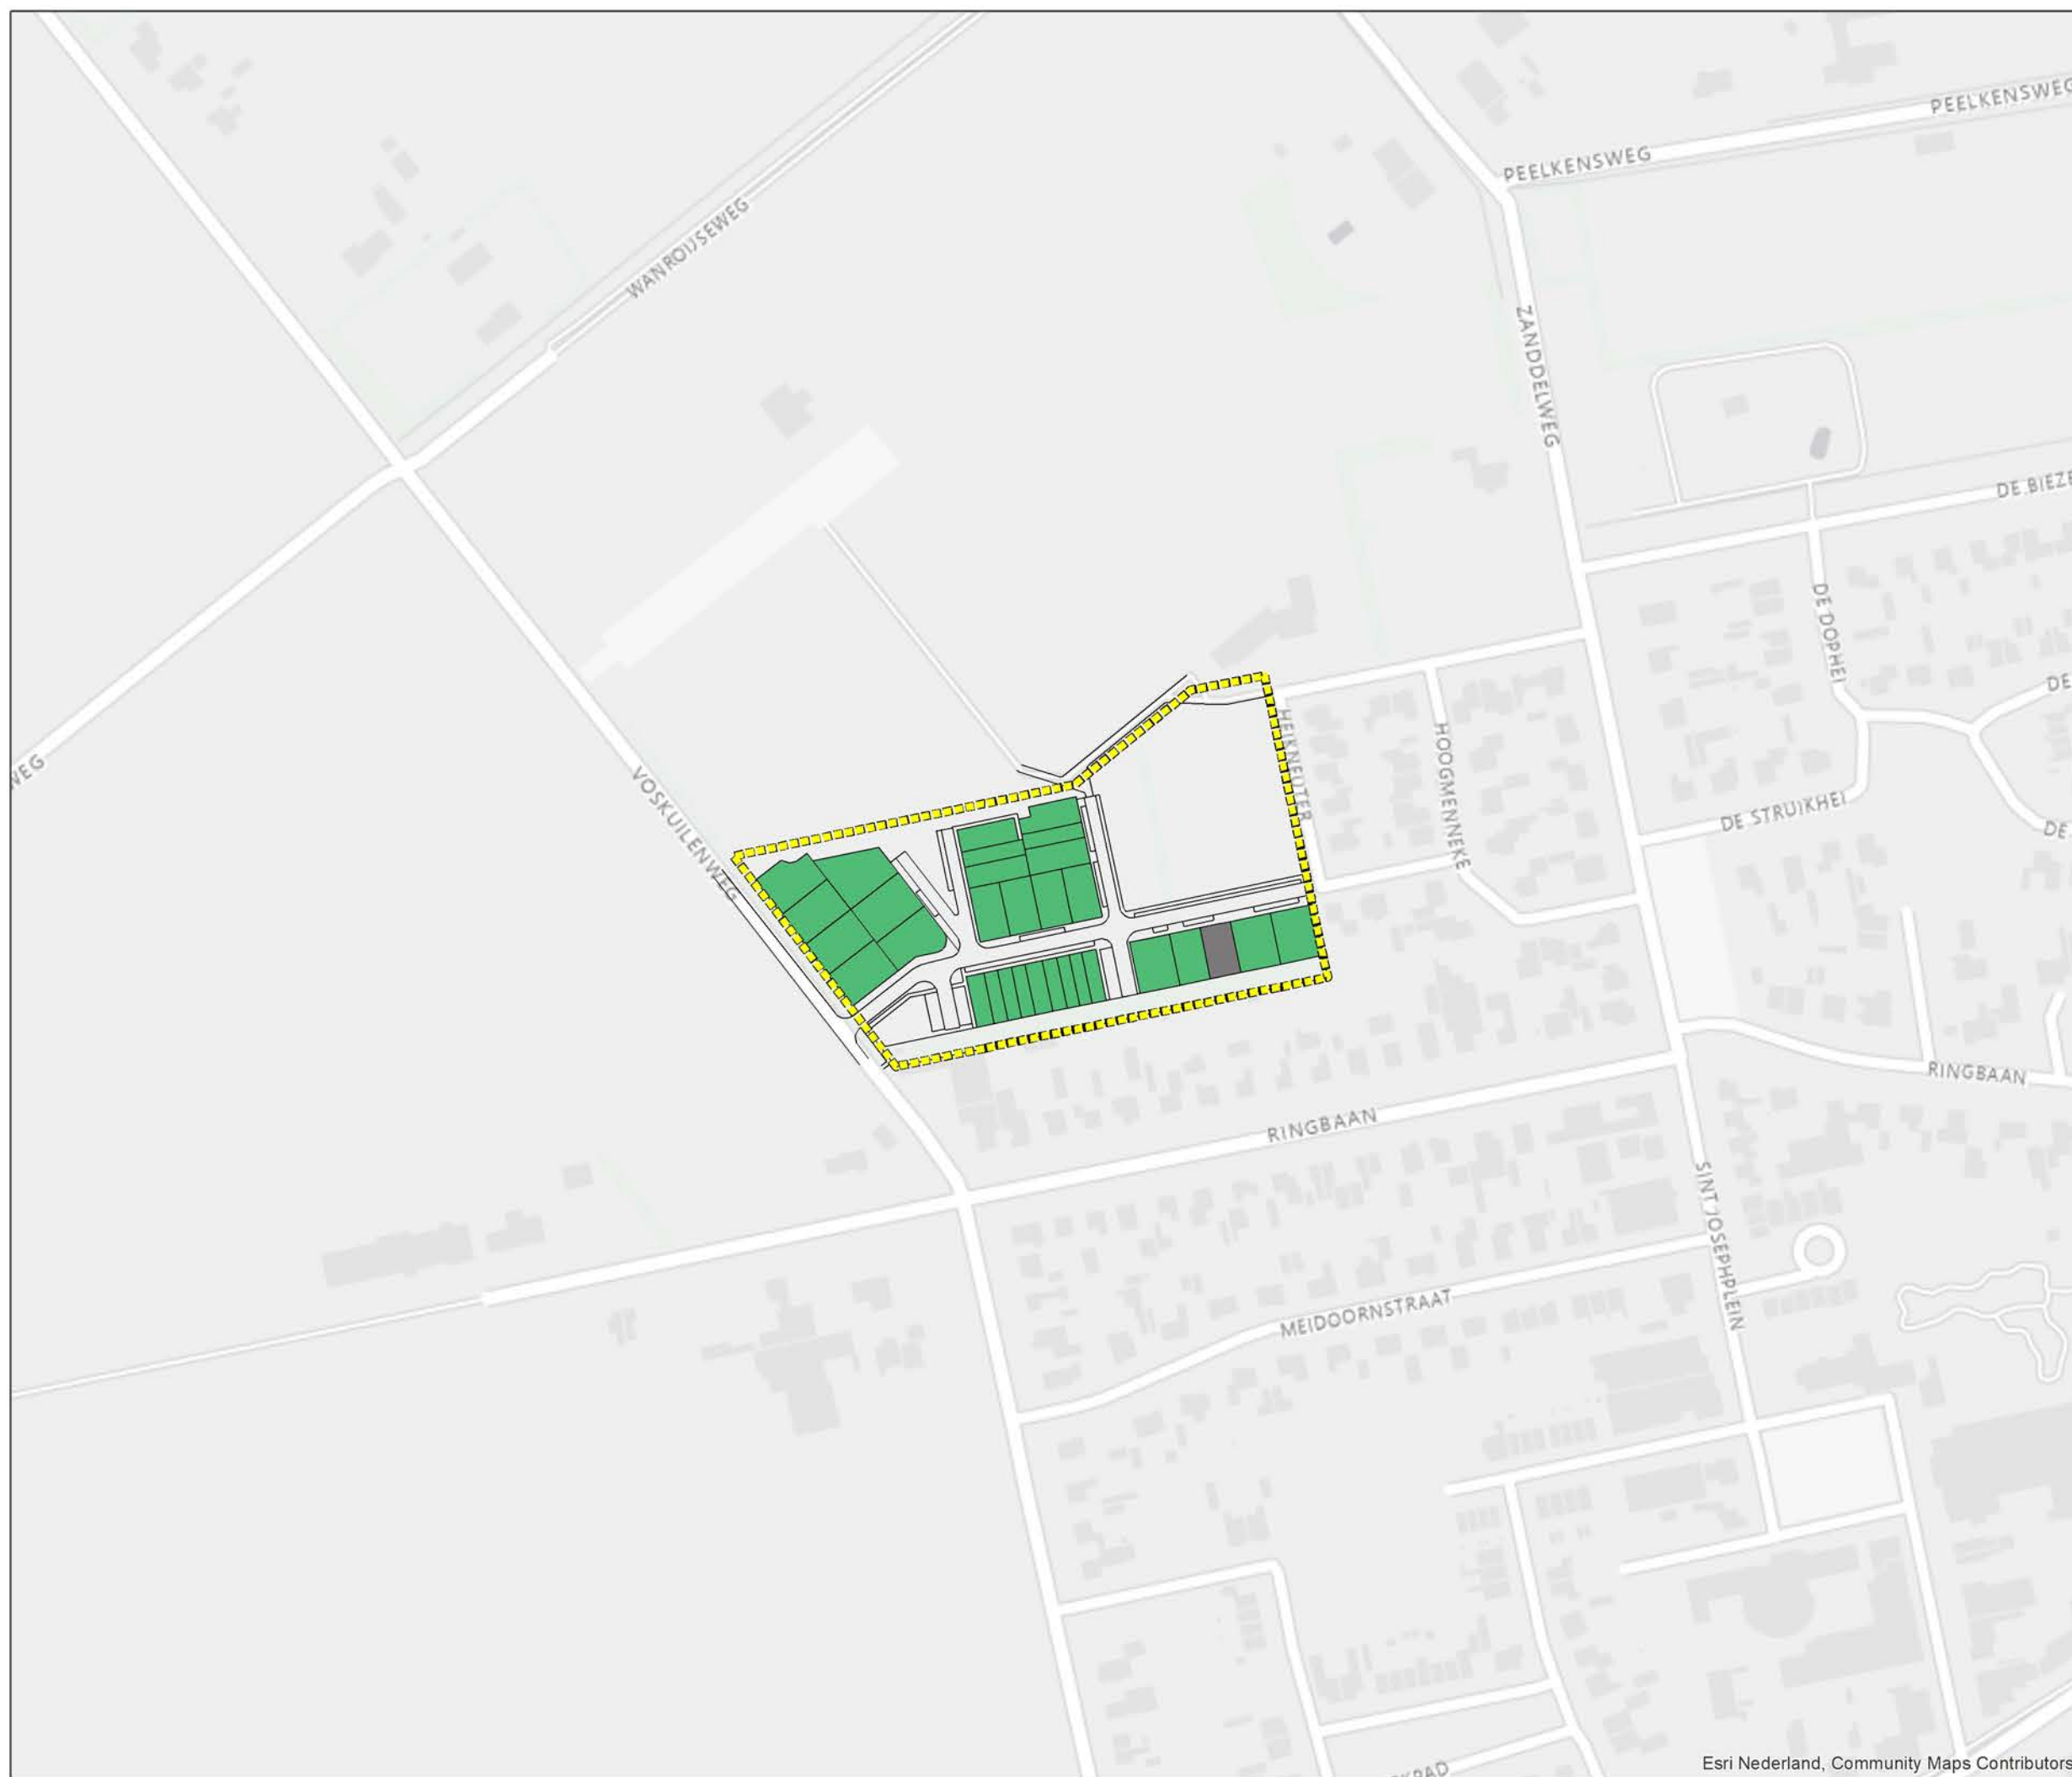 PEELKENSWEG
PEELKENSWEG
WANROIJSEWEG
ZANDDELWEG
DE BIEZE
DE DOPHEI
DE
HEIKNEUTER
HOOGMENNEKE
WEG
VOSKUILENWEG
DE STRUIKHEI
DE
RINGBAAN
RINGBAAN
SINT JOSEPHPLEIN
MEIDOORNSTRAAT
Esri Nederland, Community Maps Contributors